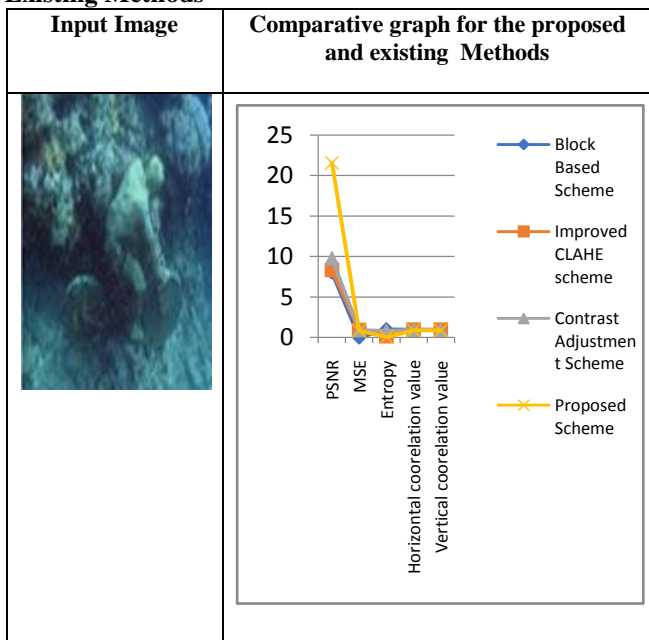 Existing Methods
Input Image
Comparative graph for the proposed
and existing Methods
25
20
15
10
5
0
PSNR
MSE
Entropy
Horizontal coorelation value
Vertical coorelation value
Block
Based
Scheme
Improved
CLAHE
scheme
Contrast
Adjustmen
t Scheme
Proposed
Scheme